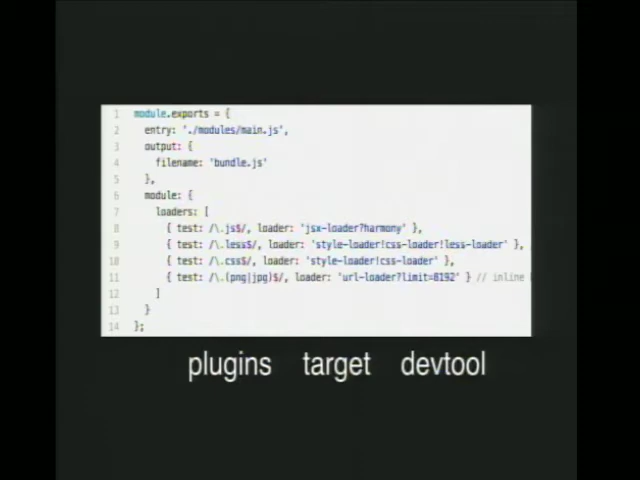 1 module.exports = {
2 entry: './modules/main.js',
3 output: {
4 filename: 'bundle.js'
5 },
6 module: {
7 loaders: [
8 { test: /\.js$/, loader: 'jsx-loader?harmony' },
9 { test: /\.less$/, loader: 'style-loader!css-loader!less-loader' },
10 { test: /\.css$/, loader: 'style-loader!css-loader' },
11 { test: /\.(png|jpg)$/, loader: 'url-loader?limit=8192' } // inline
12 ]
13 }
14 };
plugins target devtool